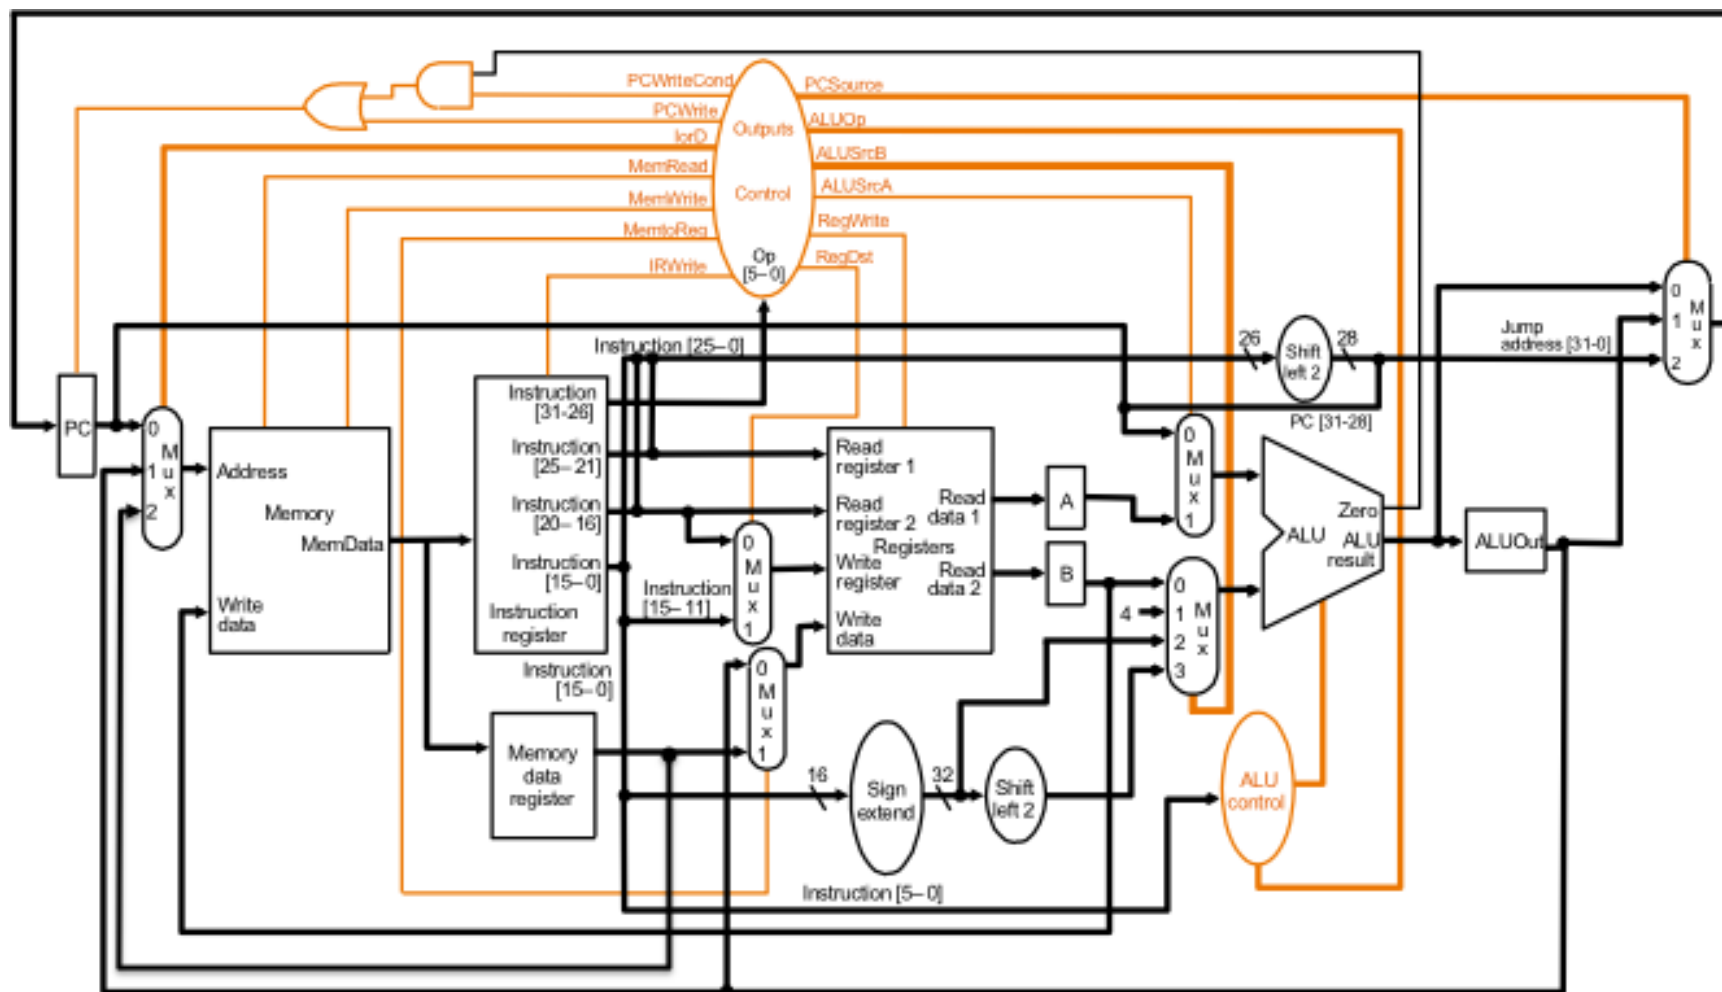 PCWriteCond
PCSource
PCWrite
ALUOp
Outputs
IorD
ALUSrcB
MemRead
ALUSrcA
Control
MemWrite
RegWrite
MemtoReg
RegDst
Op
[5–0]
IRWrite
0
1
2
M
u
x
Jump
address [31-0]
Instruction [25–0]
26
Shift
left 2
28
PC [31-28]
PC
0
1
2
M
u
x
Address
Memory
MemData
Write
data
Instruction
[31-26]
Instruction
[25–21]
Instruction
[20–16]
Instruction
[15–0]
Instruction
register
Instruction
[15–11]
0
M
u
x
1
Read
register 1
Read
register 2
Registers
Write
register
Write
data
Read
data 1
Read
data 2
A
B
0
M
u
x
1
4
0
1
2
3
M
u
x
Zero
ALU
ALU
result
ALUOut
Instruction
[15–0]
0
M
u
x
1
Memory
data
register
16
Sign
extend
32
Shift
left 2
ALU
control
Instruction [5–0]